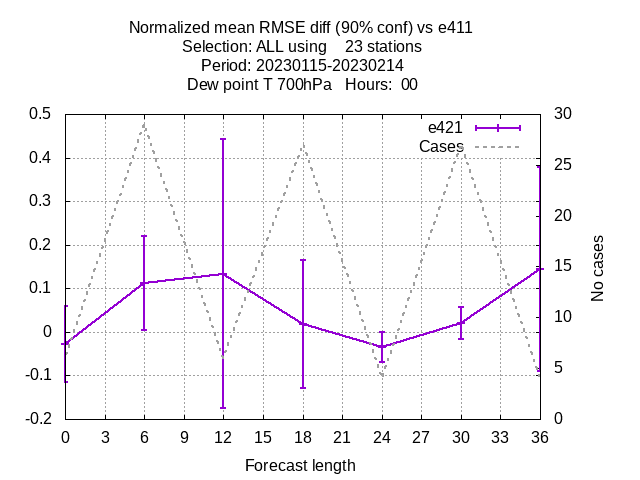 Normalized mean RMSE diff (90% conf) vs e411
Selection: ALL using    23 stations
Period: 20230115-20230214
Dew point T 700hPa   Hours:  00
e421
Cases
0.5
0.4
0.3
0.2
0.1
0
-0.1
-0.2
30
25
20
15
10
5
0
No cases
0 3 6 9 12 15 18 21 24 27 30 33 36
Forecast length